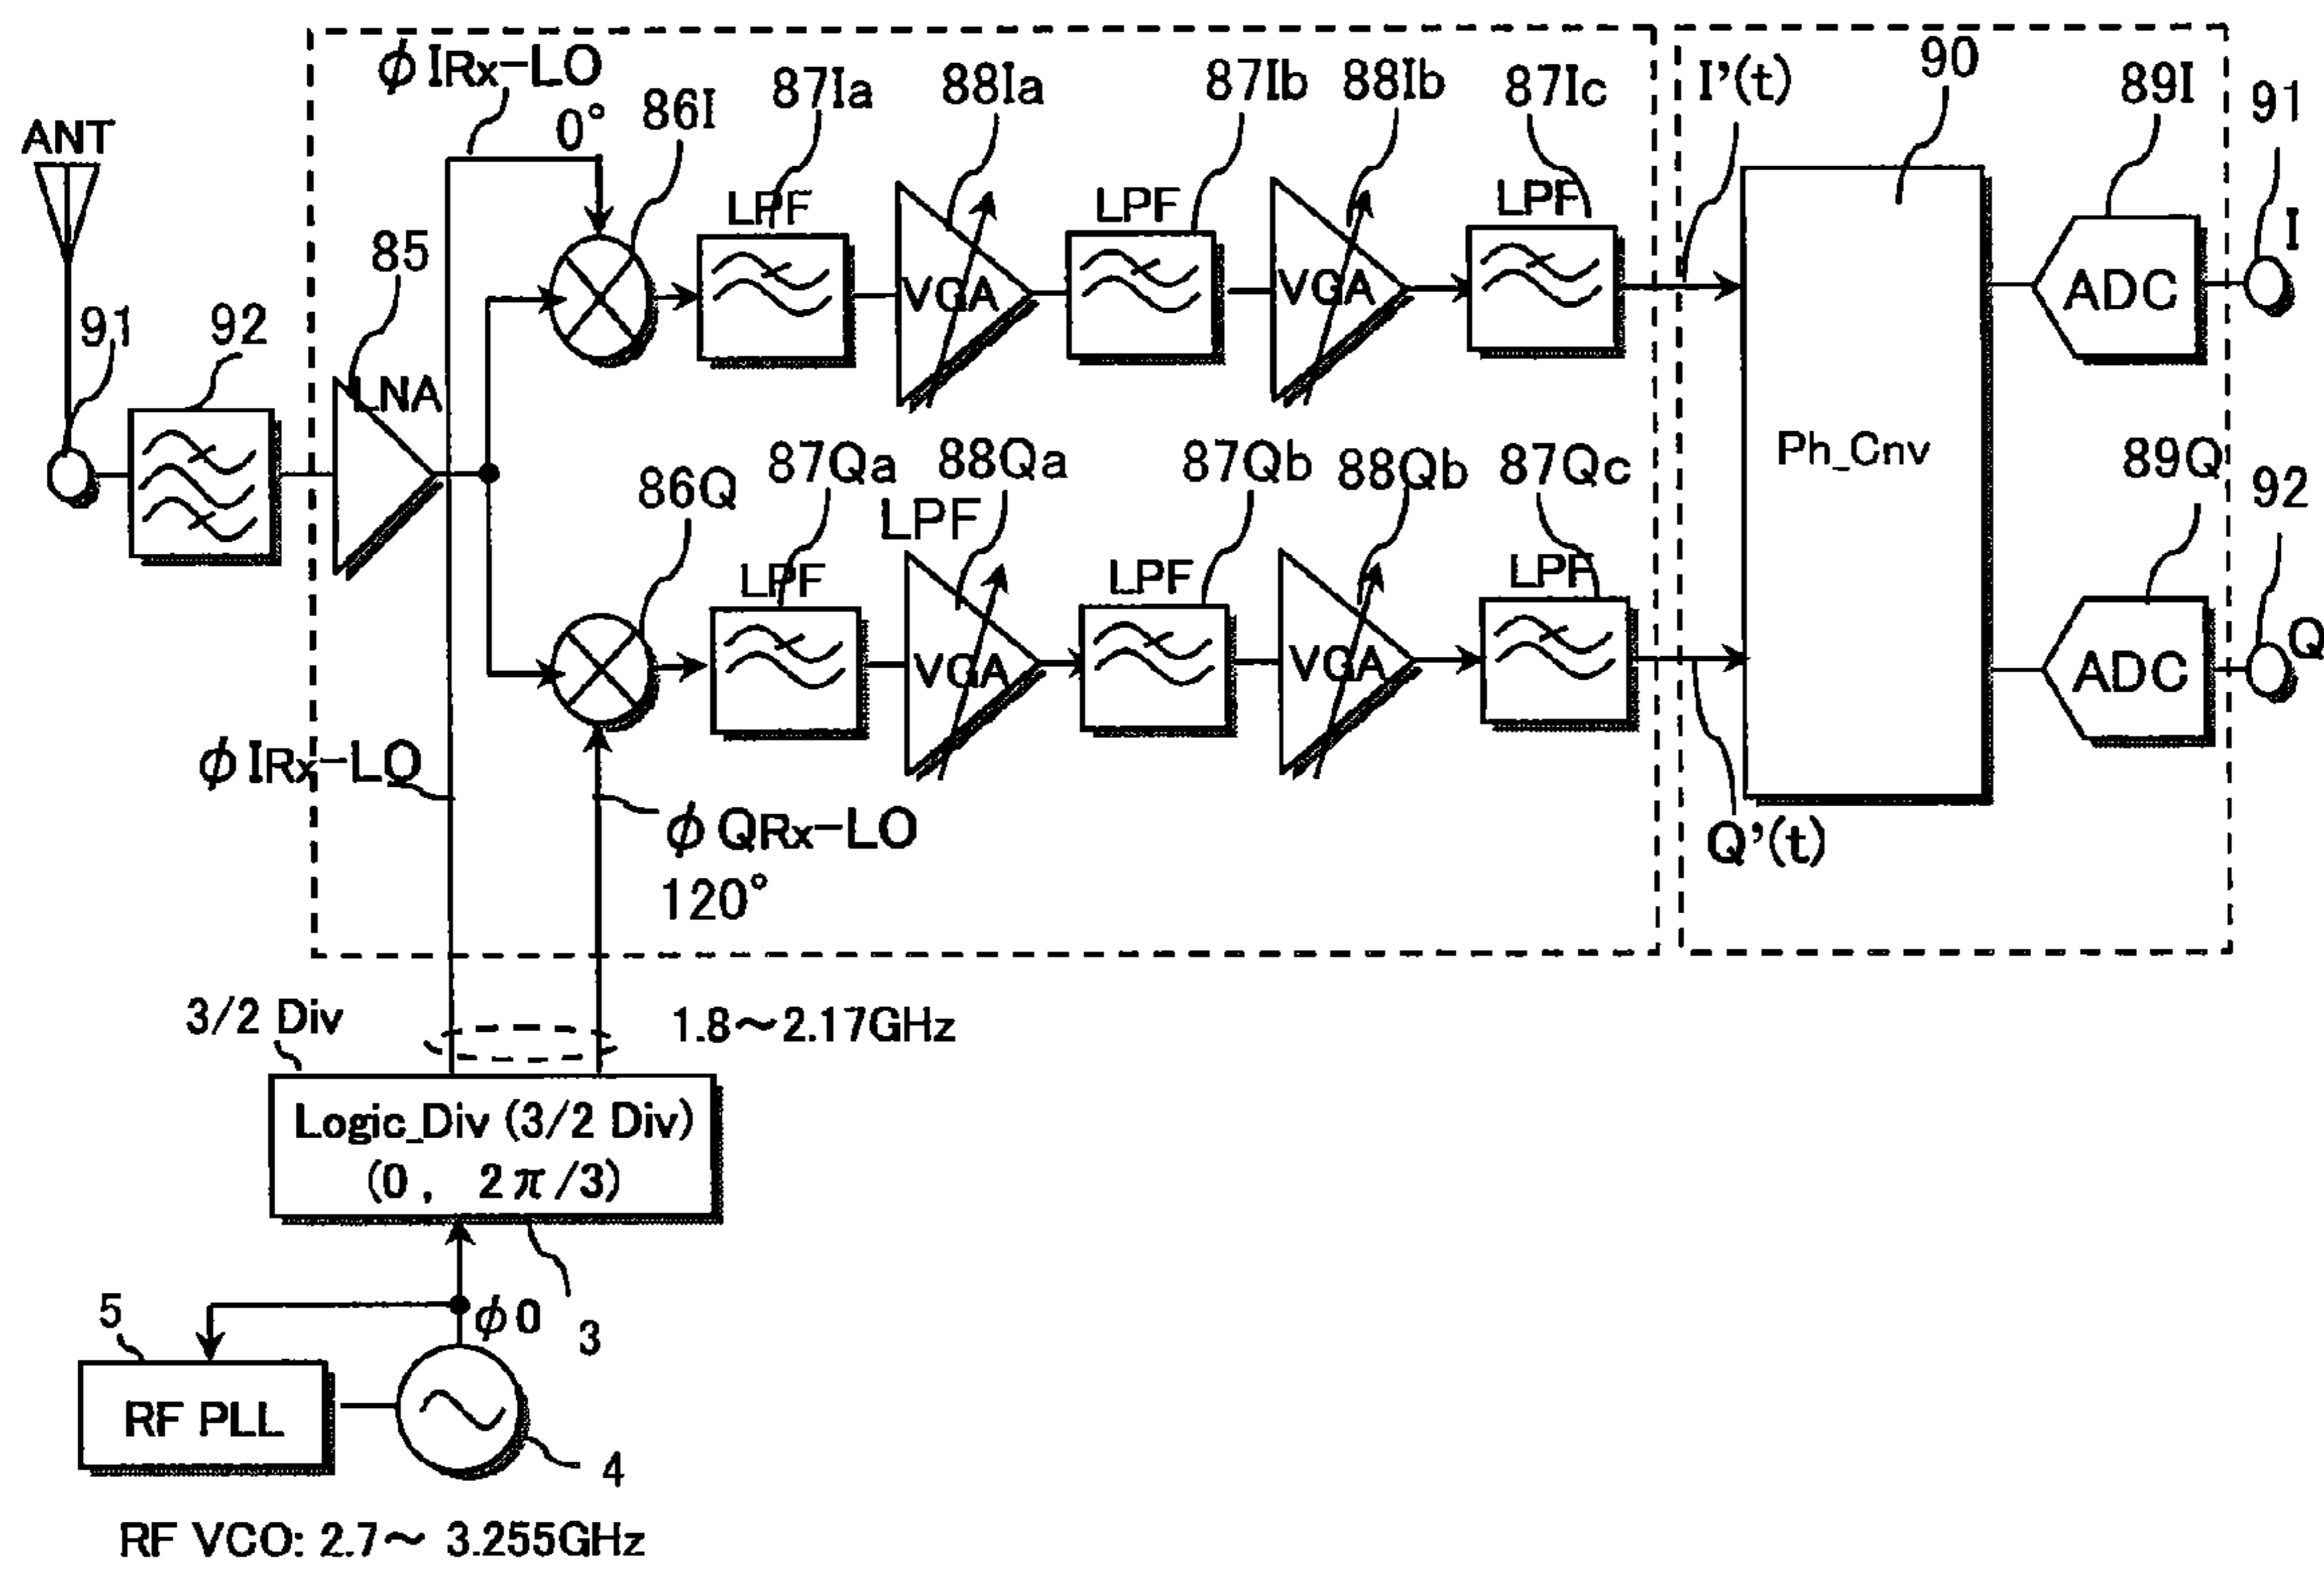 φIRx-LO
0°
86I
87Ia
88Ia
87Ib
88Ib
87Ic
I'(t)
90
89I
91
I
ANT
85
91
92
LNA
LPF
VGA
LPF
VGA
LPF
ADC
Ph_Cnv
86Q
87Qa
88Qa
87Qb
88Qb
87Qc
89Q
92
Q
LPF
LPF
VGA
LPF
VGA
LPF
ADC
φIRx-LO
φQRx-LO
120°
Q'(t)
3/2 Div
1.8～2.17GHz
Logic_Div (3/2 Div)
(0 , 2π/3)
5
φ0
3
RF PLL
4
RF VCO: 2.7～ 3.255GHz